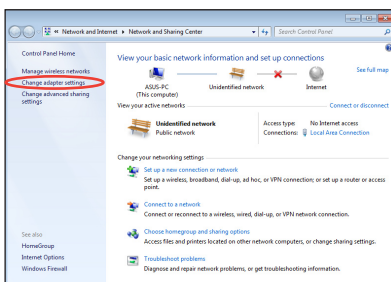 Network and Internet ▸ Network and Sharing Center
Search Control Panel
Control Panel Home
Manage wireless networks
Change adapter settings
Change advanced sharing
settings
See also
HomeGroup
Internet Options
Windows Firewall
View your basic network information and set up connections
See full map
ASUS-PC
(This computer)
Unidentified network
Internet
View your active networks
Connect or disconnect
Unidentified network
Public network
Access type: No Internet access
Connections: Local Area Connection
Change your networking settings
Set up a new connection or network
Set up a wireless, broadband, dial-up, ad hoc, or VPN connection; or set up a router or access
point.
Connect to a network
Connect or reconnect to a wireless, wired, dial-up, or VPN network connection.
Choose homegroup and sharing options
Access files and printers located on other network computers, or change sharing settings.
Troubleshoot problems
Diagnose and repair network problems, or get troubleshooting information.